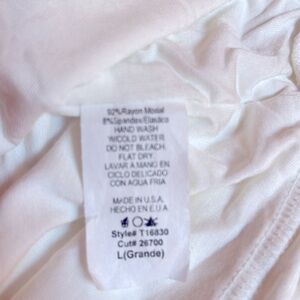 92%Rayon Modal
8%Spandex/Elastico
HAND WASH
W/COLD WATER
DO NOT BLEACH.
FLAT DRY.
LAVAR A MANO EN
CICLO DELICADO
CON AQUA FRIA
MADE IN U.S.A.
HECHO EN E.U.A
Style# T16830
Cut# 26700
L(Grande)